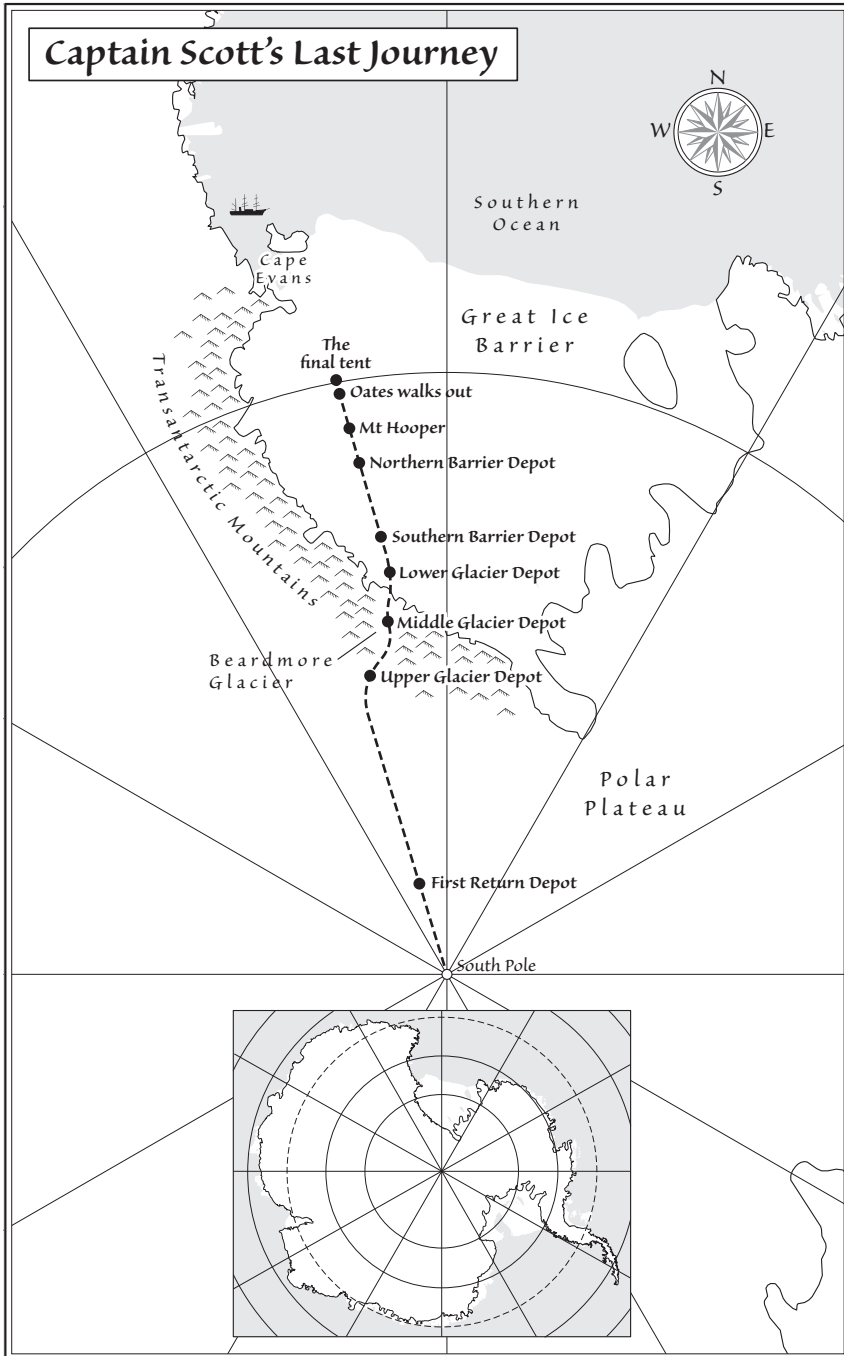 Captain Scott's Last Journey
N
W
E
S
Southern
Ocean
Cape
Evans
Great Ice
Barrier
The
final tent
Oates walks out
Mt Hooper
Northern Barrier Depot
Transantarctic Mountains
Southern Barrier Depot
Lower Glacier Depot
Middle Glacier Depot
Beardmore
Glacier
Upper Glacier Depot
Polar
Plateau
First Return Depot
South Pole